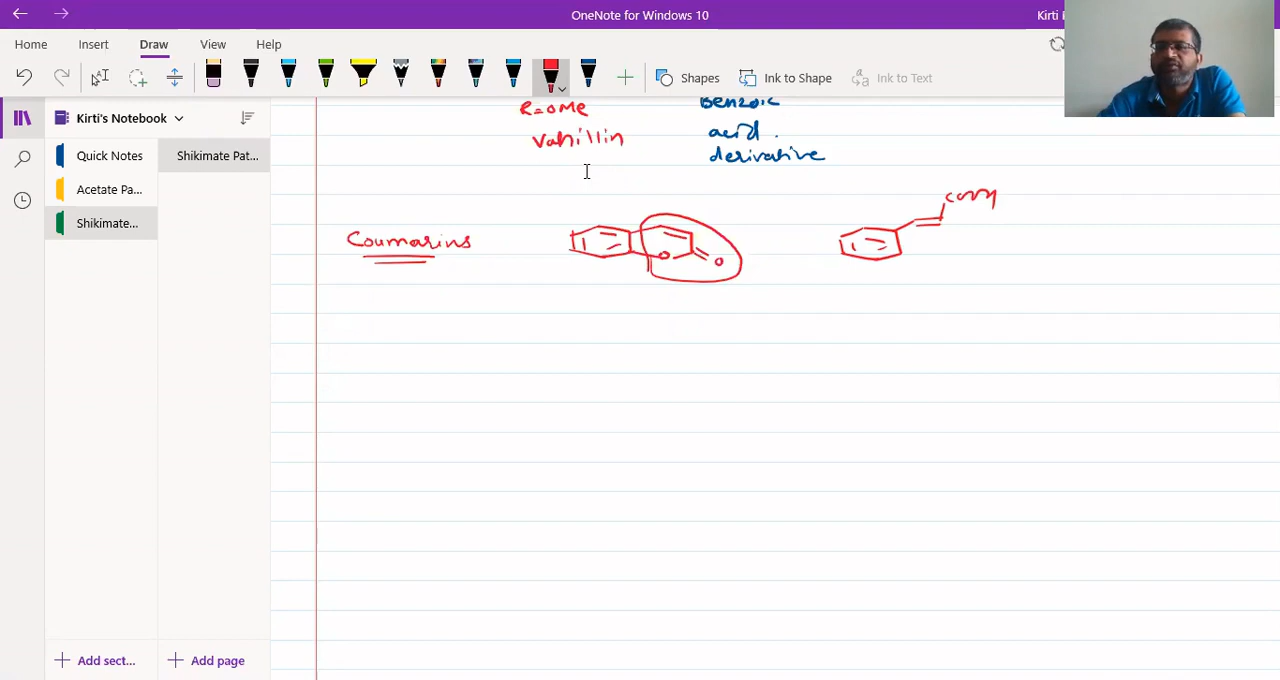 OneNote for Windows 10
Kirti
Home Insert Draw View Help
Shapes Ink to Shape Ink to Text
Kirti's Notebook
Quick Notes
Acetate Pa...
Shikimate...
Shikimate Pat...
R=OMe
Vanillin
Benzoic
acid.
derivative
Coumarins
O
O
COOH
Add sect...
Add page